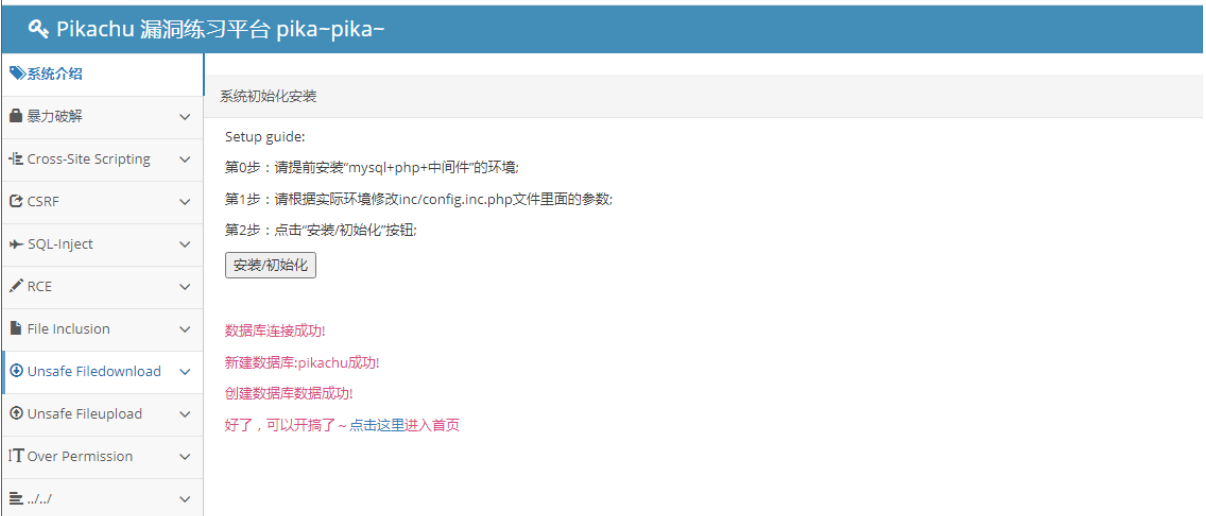 Pikachu 漏洞练习平台 pika~pika~
系统介绍
暴力破解
Cross-Site Scripting
CSRF
SQL-Inject
RCE
File Inclusion
Unsafe Filedownload
Unsafe Fileupload
Over Permission
../../
系统初始化安装
Setup guide:
第0步：请提前安装“mysql+php+中间件”的环境;
第1步：请根据实际环境修改inc/config.inc.php文件里面的参数;
第2步：点击“安装/初始化”按钮;
安装/初始化
数据库连接成功!
新建数据库:pikachu成功!
创建数据库数据成功!
好了，可以开搞了～点击这里进入首页